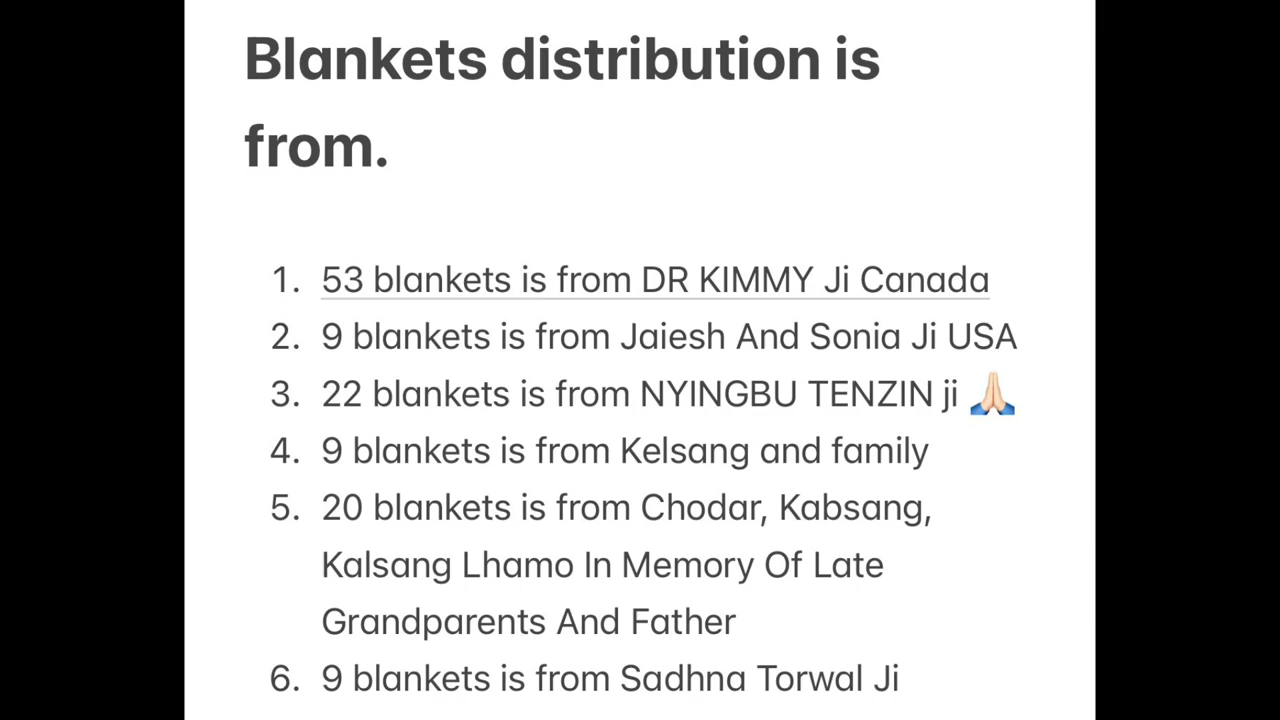 Blankets distribution is
from.
1. 53 blankets is from DR KIMMY Ji Canada
2. 9 blankets is from Jaiesh And Sonia Ji USA
3. 22 blankets is from NYINGBU TENZIN ji 🙏🏻
4. 9 blankets is from Kelsang and family
5. 20 blankets is from Chodar, Kabsang,
Kalsang Lhamo In Memory Of Late
Grandparents And Father
6. 9 blankets is from Sadhna Torwal Ji